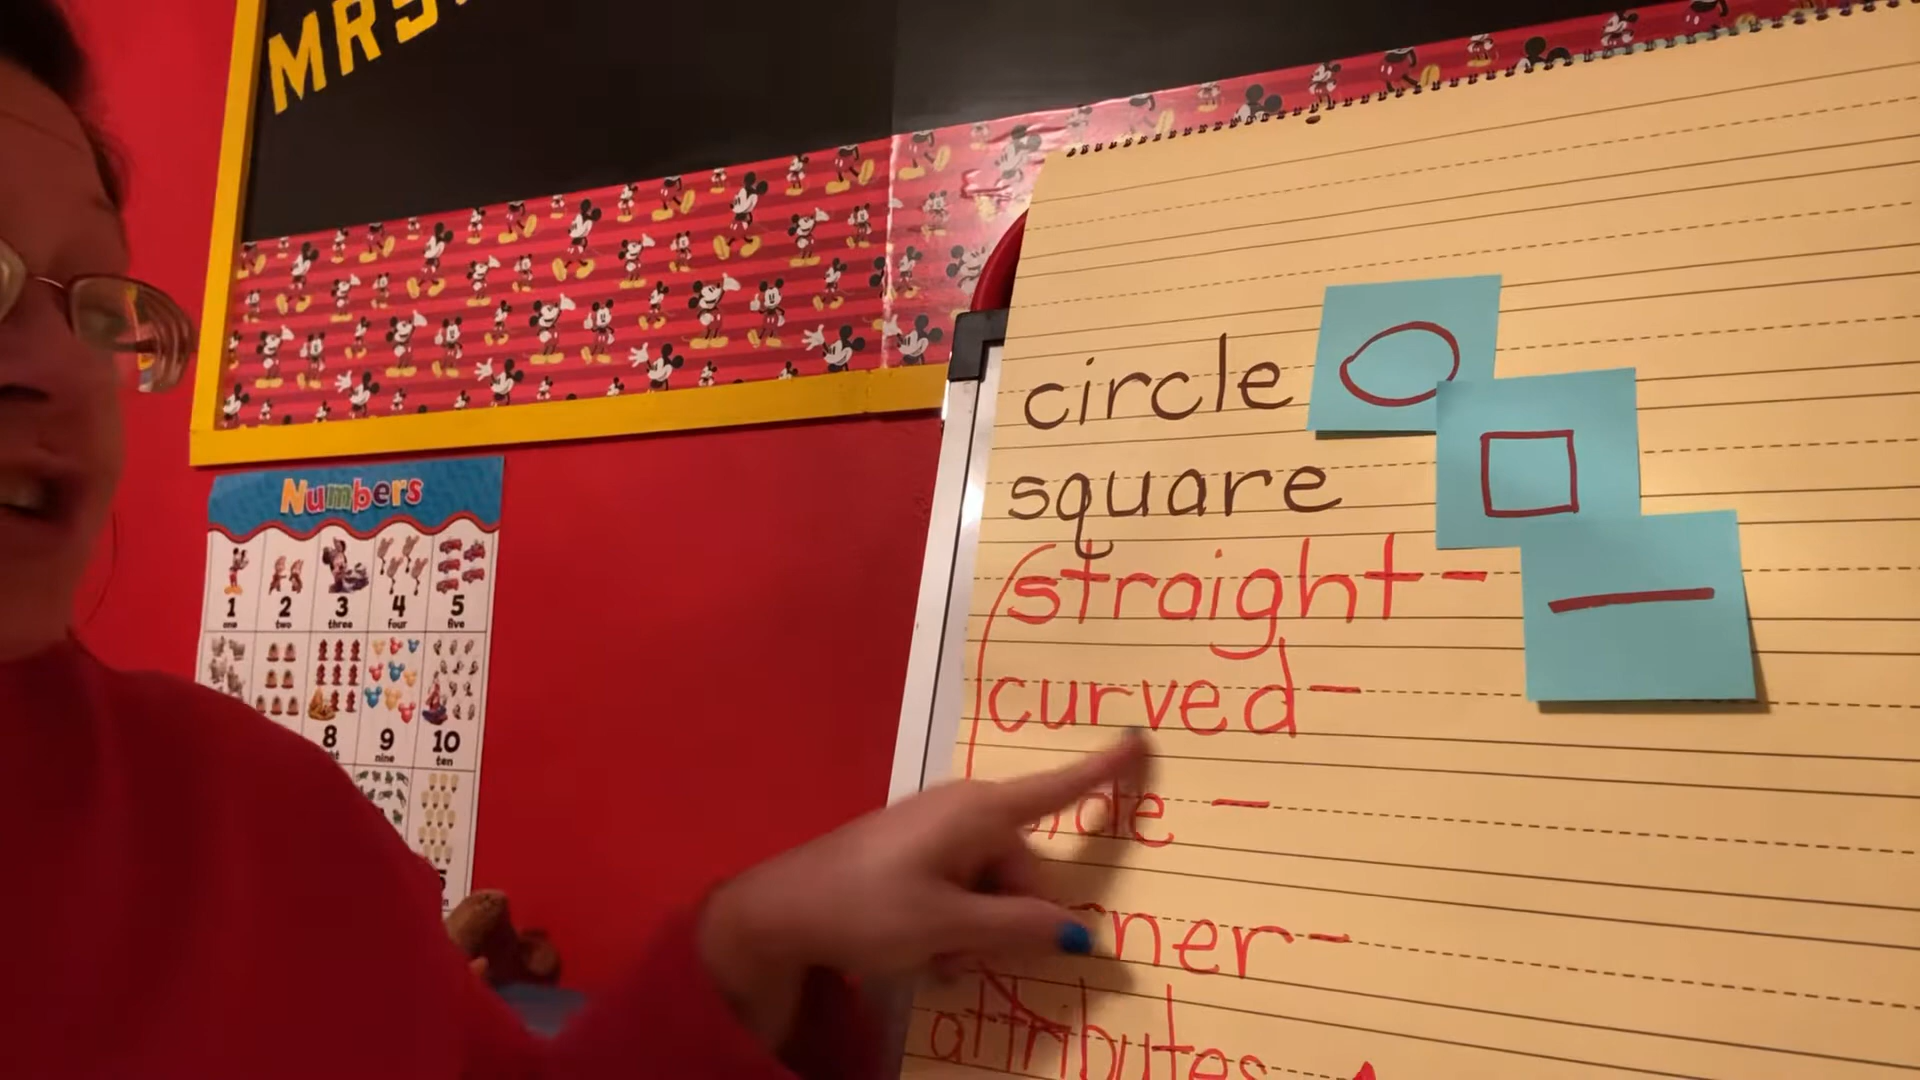 MRS
circle
square
straight-
curved-
attributes
Numbers
1 2 3 4 5
one two three four five
8 9 10
nine ten